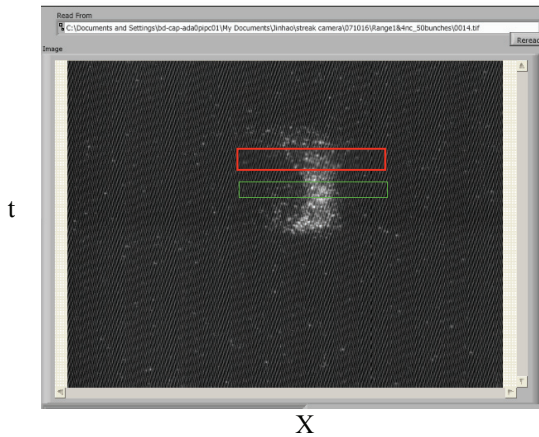 Read From
C:\Documents and Settings\bd-cap-ada0pipc01\My Documents\Jinhao\streak camera\071016\Range1&4nc_50bunches\0014.tif
Reread
Image
t
X